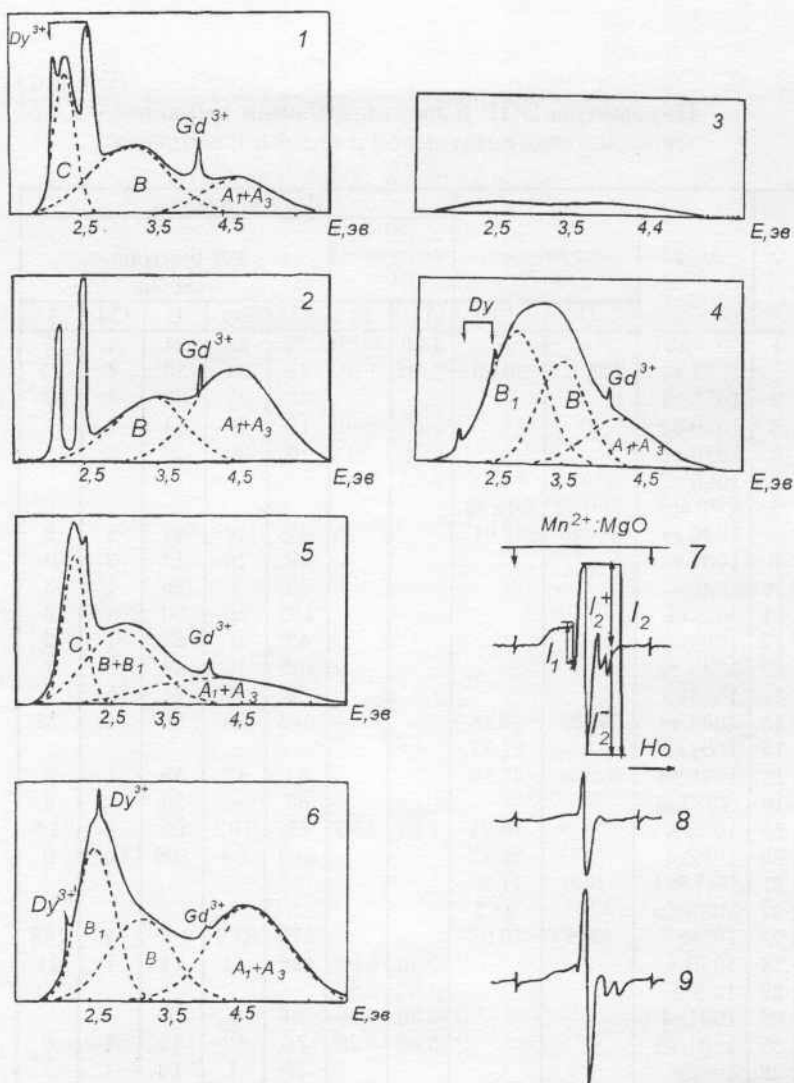 Dy³⁺
1
Gd³⁺
C
B
A₁+A₃
2,5 3,5 4,5
E,эв
3
2,5 3,5 4,4
E,эв
2
Gd³⁺
B
A₁+A₃
2,5 3,5 4,5
E,эв
4
Dy
Gd³⁺
B₁
B
A₁+A₃
2,5 3,5 4,5
E,эв
5
Gd³⁺
C
B+B₁
A₁+A₃
2,5 3,5 4,5
E,эв
Mn²⁺:MgO
7
I₂⁺
I₂
I₁
I₂⁻
Ho
6
Dy³⁺
Dy³⁺
Gd³⁺
B₁
B
A₁+A₃
2,5 3,5 4,5
E,эв
8
9